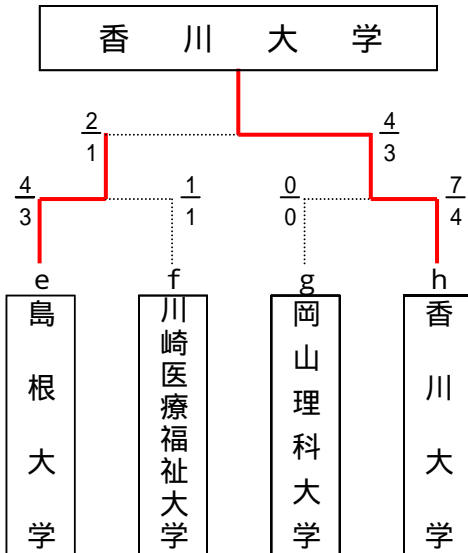 香川大学
2/1
4/3
4/3
1/1
0/0
7/4
e
f
g
h
島根大学
川崎医療福祉大学
岡山理科大学
香川大学